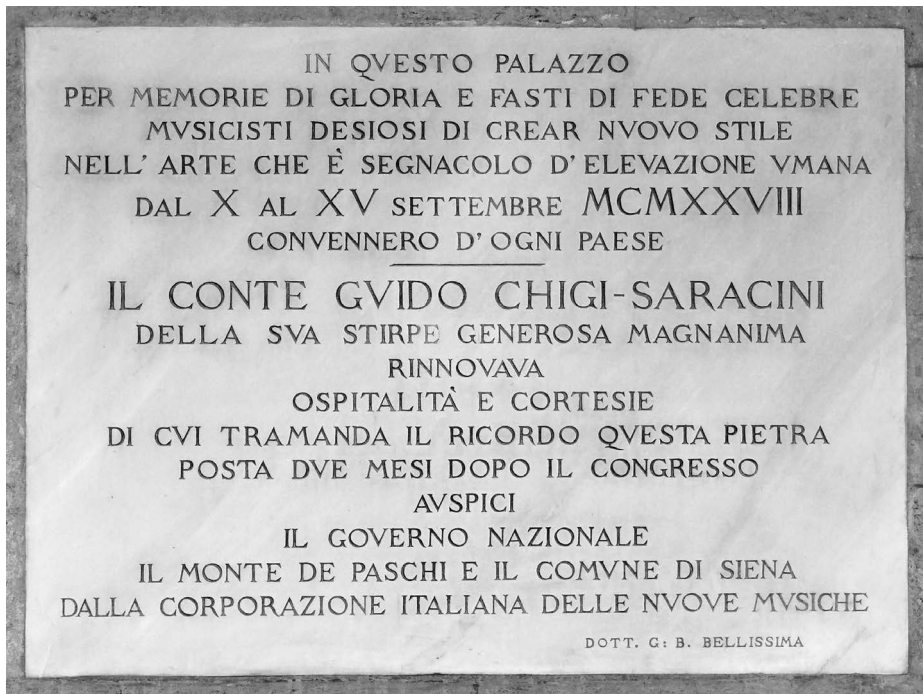 IN QVESTO PALAZZO
PER MEMORIE DI GLORIA E FASTI DI FEDE CELEBRE
MVSICISTI DESIOSI DI CREAR NVOVO STILE
NELL' ARTE CHE È SEGNACOLO D'ELEVAZIONE VMANA
DAL X AL XV SETTEMBRE MCMXXVIII
CONVENNERO D'OGNI PAESE
IL CONTE GVIDO CHIGI-SARACINI
DELLA SVA STIRPE GENEROSA MAGNANIMA
RINNOVAVA
OSPITALITÀ E CORTESIE
DI CVI TRAMANDA IL RICORDO QVESTA PIETRA
POSTA DVE MESI DOPO IL CONGRESSO
AVSPICI
IL GOVERNO NAZIONALE
IL MONTE DE PASCHI E IL COMVNE DI SIENA
DALLA CORPORAZIONE ITALIANA DELLE NVOVE MVSICHE
DOTT. G: B. BELLISSIMA